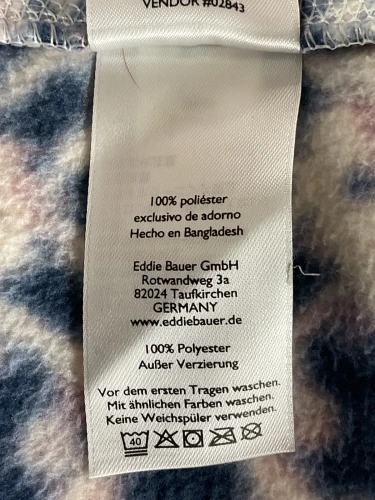 VENDOR #02843
100% poliéster
exclusivo de adorno
Hecho en Bangladesh
Eddie Bauer GmbH
Rotwandweg 3a
82024 Taufkirchen
GERMANY
www.eddiebauer.de
100% Polyester
Außer Verzierung
Vor dem ersten Tragen waschen.
Mit ähnlichen Farben waschen.
Keine Weichspüler verwenden.
40